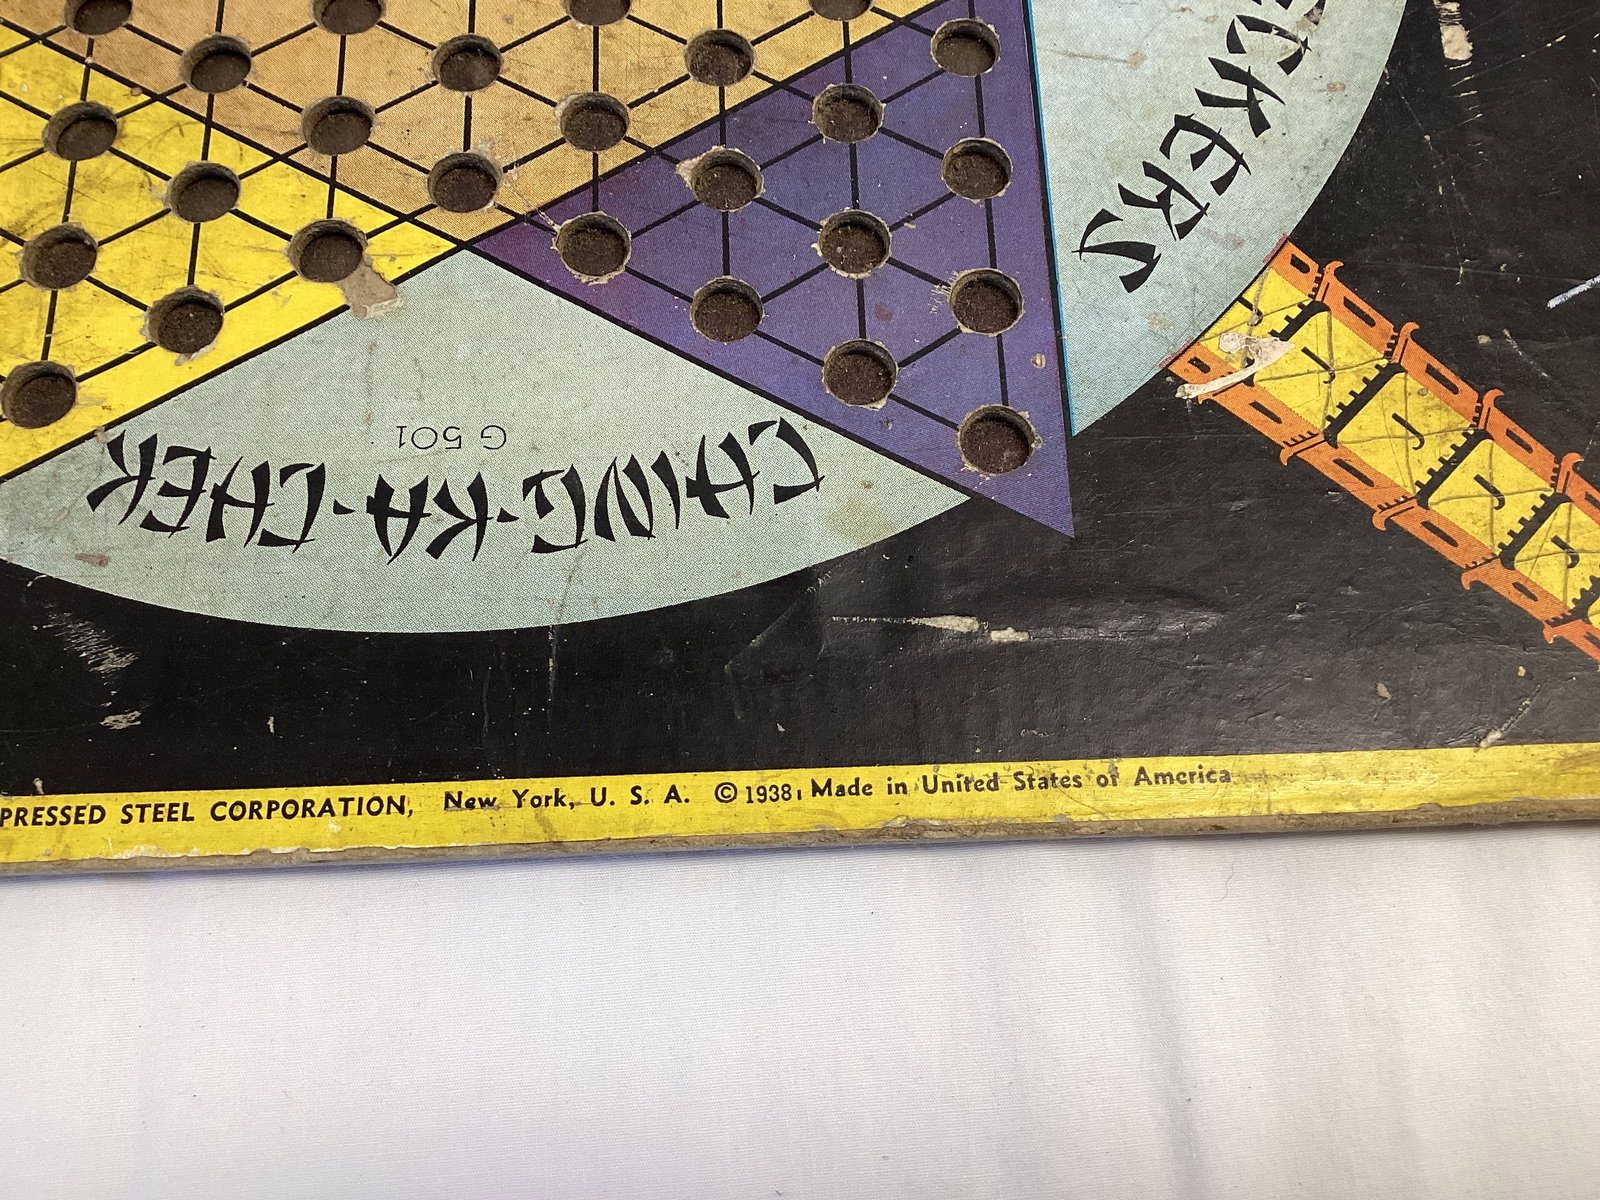 CHING-KA-CHEK
G 501
CKERS
PRESSED STEEL CORPORATION, New York, U. S. A. © 1938, Made in United States of America